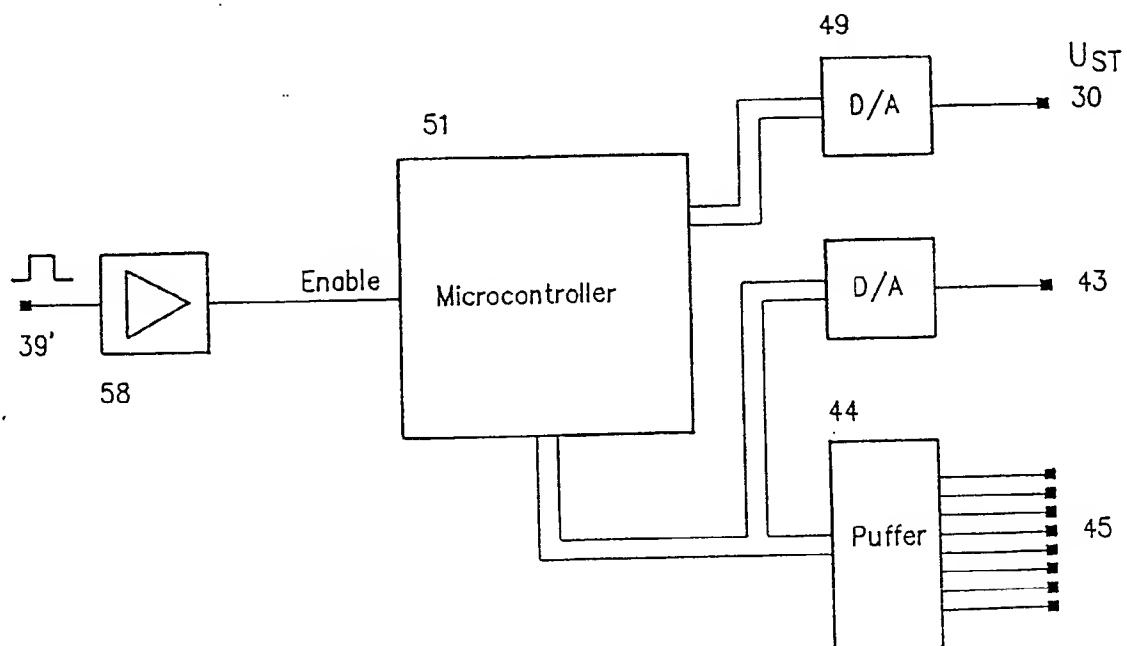 49
U_ST
D/A
30
51
Enable
Microcontroller
D/A
43
39'
58
44
Puffer
45